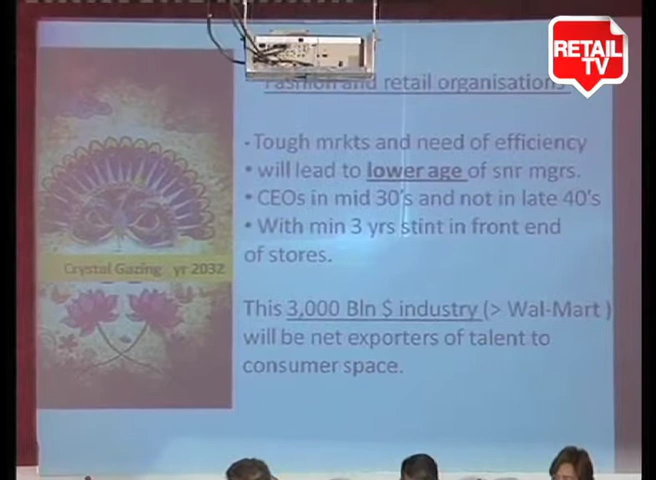 RETAIL
TV
Fashion and retail organisations
- Tough mrkts and need of efficiency
• will lead to lower age of snr mgrs.
• CEOs in mid 30's and not in late 40's
• With min 3 yrs stint in front end
of stores.
Crystal Gazing yr 2032
This 3,000 Bln $ industry (> Wal-Mart )
will be net exporters of talent to
consumer space.